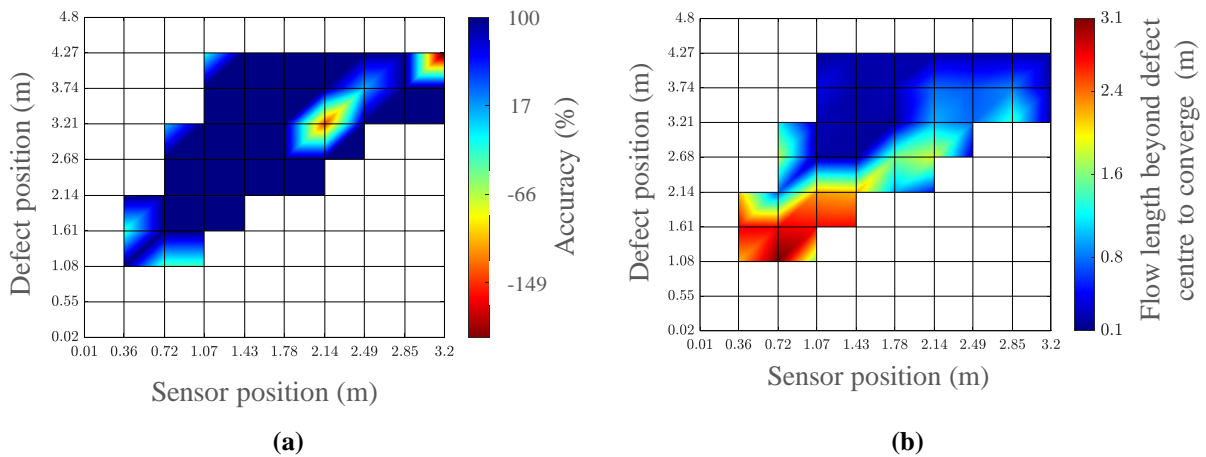 4.8
4.27
3.74
3.21
2.68
2.14
1.61
1.08
0.55
0.02
0.01 0.36 0.72 1.07 1.43 1.78 2.14 2.49 2.85 3.2
Defect position (m)
Sensor position (m)
100
17
-66
-149
Accuracy (%)
(a)
4.8
4.27
3.74
3.21
2.68
2.14
1.61
1.08
0.55
0.02
0.01 0.36 0.72 1.07 1.43 1.78 2.14 2.49 2.85 3.2
Defect position (m)
Sensor position (m)
3.1
2.4
1.6
0.8
0.1
Flow length beyond defect
centre to converge (m)
(b)